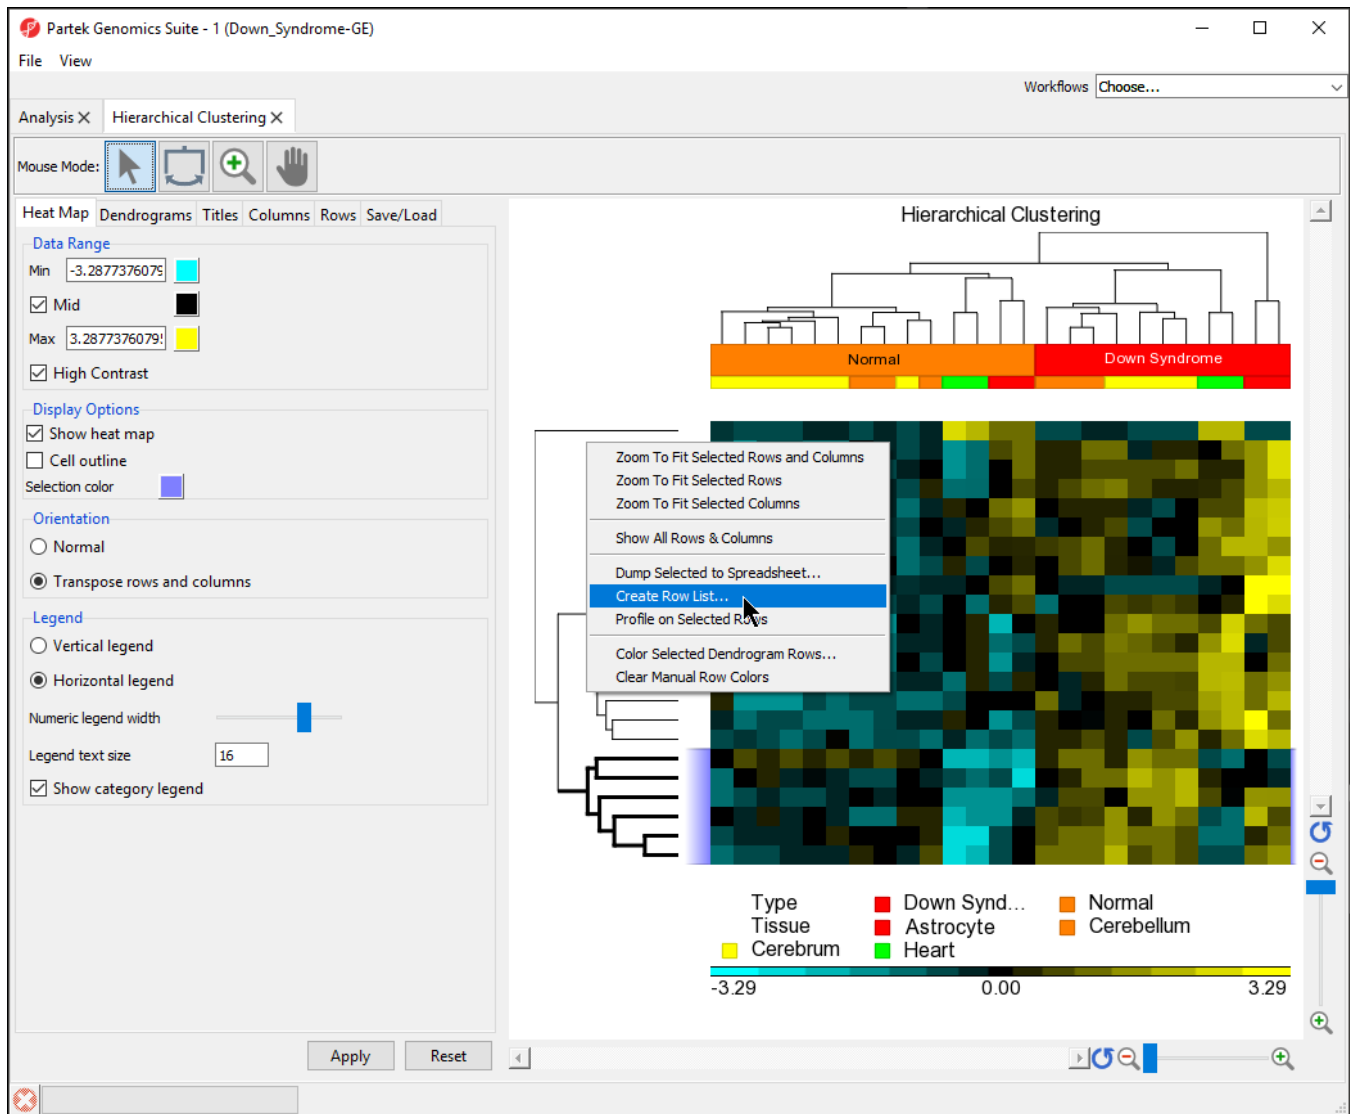 Partek Genomics Suite - 1 (Down_Syndrome-GE)
File View
Workflows Choose...
Analysis Hierarchical Clustering
Mouse Mode:
Heat Map Dendrograms Titles Columns Rows Save/Load
Data Range
Min -3.2877376079
Mid
Max 3.287737607
High Contrast
Display Options
Show heat map
Cell outline
Selection color
Orientation
Normal
Transpose rows and columns
Legend
Vertical legend
Horizontal legend
Numeric legend width
Legend text size 16
Show category legend
Apply Reset
Hierarchical Clustering
Normal Down Syndrome
Zoom To Fit Selected Rows and Columns
Zoom To Fit Selected Rows
Zoom To Fit Selected Columns
Show All Rows & Columns
Dump Selected to Spreadsheet...
Create Row List...
Profile on Selected Rows
Color Selected Dendrogram Rows...
Clear Manual Row Colors
Type Down Synd... Normal
Tissue Astrocyte Cerebellum
Cerebrum Heart
-3.29 0.00 3.29